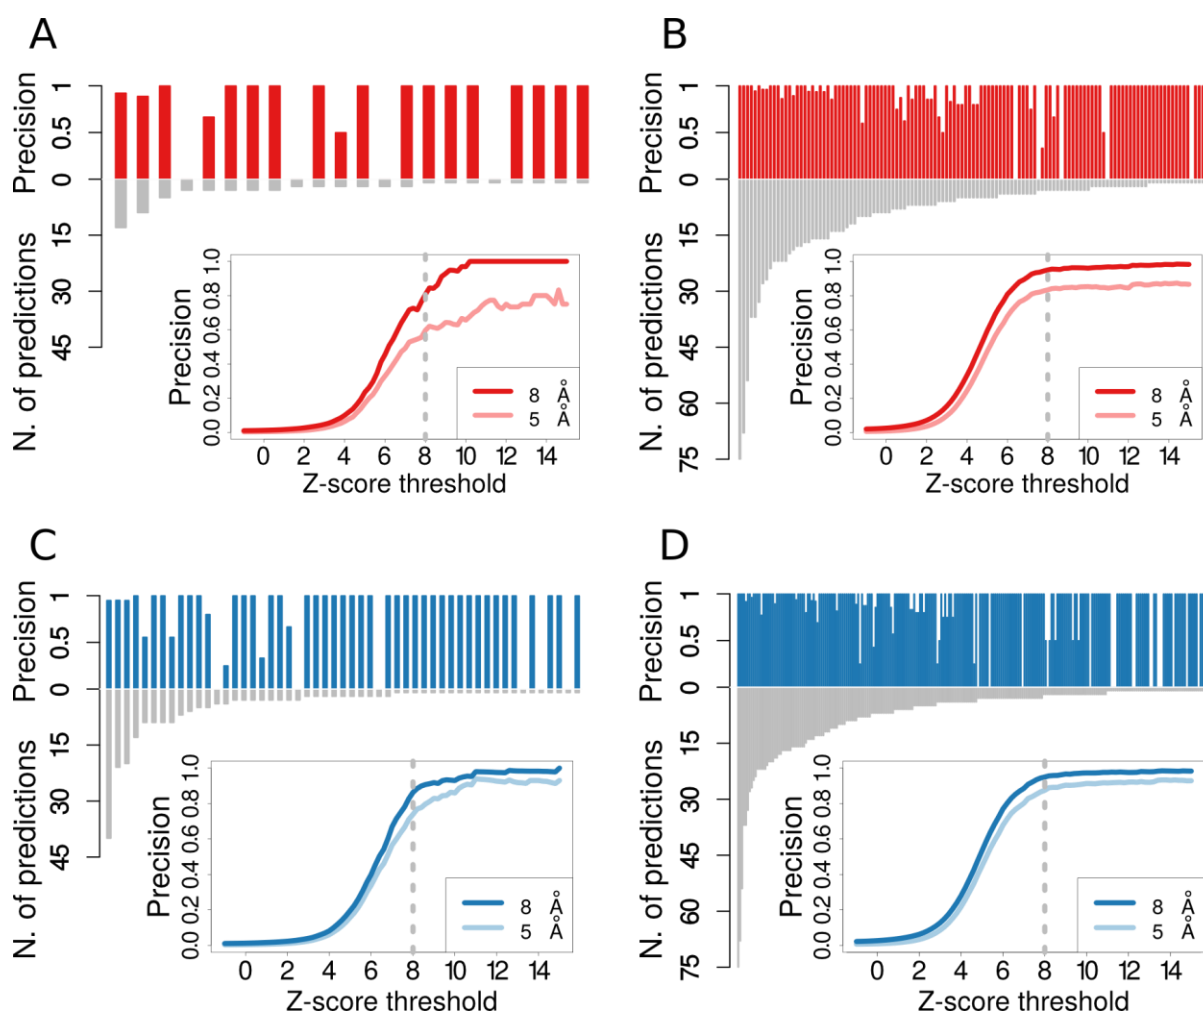 A
Precision
0 0.5 1
N. of predictions
15
30
45
Precision
0.0 0.2 0.4 0.6 0.8 1.0
8 Å
5 Å
0 2 4 6 8 10 12 14
Z-score threshold
B
Precision
0 0.5 1
N. of predictions
15
30
45
60
75
Precision
0.0 0.2 0.4 0.6 0.8 1.0
8 Å
5 Å
0 2 4 6 8 10 12 14
Z-score threshold
C
Precision
0 0.5 1
N. of predictions
15
30
45
Precision
0.0 0.2 0.4 0.6 0.8 1.0
8 Å
5 Å
0 2 4 6 8 10 12 14
Z-score threshold
D
Precision
0 0.5 1
N. of predictions
15
30
45
60
75
Precision
0.0 0.2 0.4 0.6 0.8 1.0
8 Å
5 Å
0 2 4 6 8 10 12 14
Z-score threshold